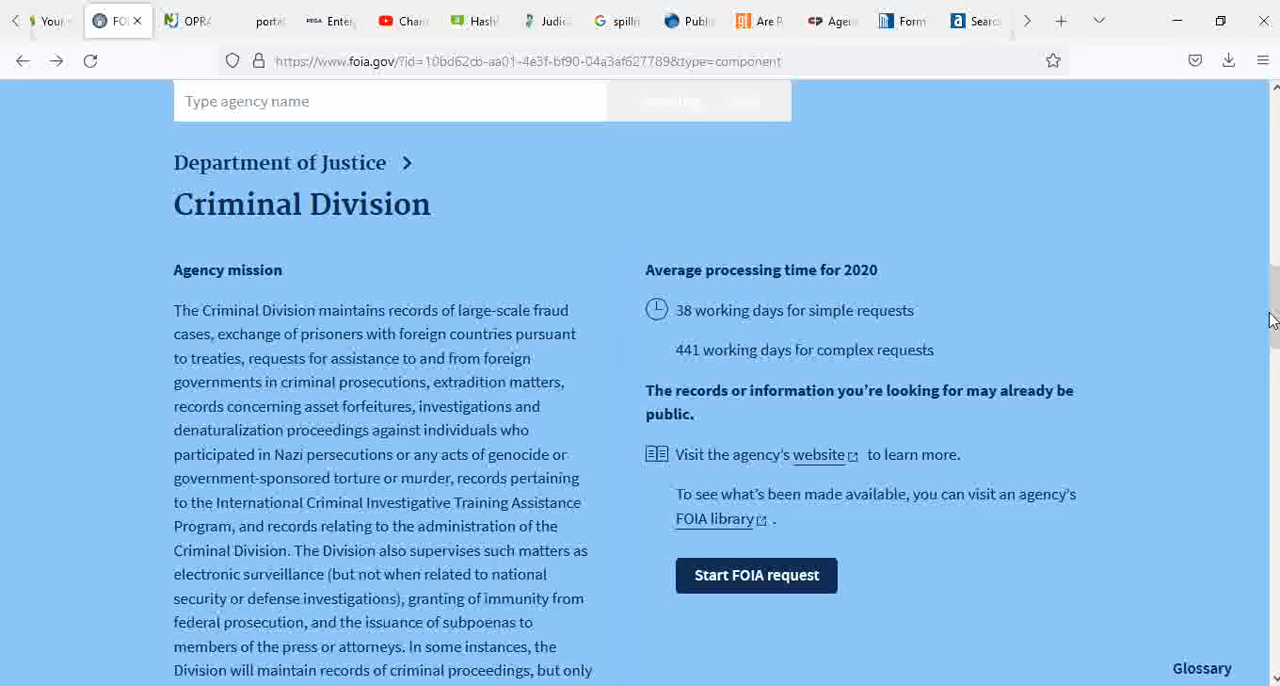 Your
FOI
OPRA
porta
PEGA Enter
Chan
Hash
Judic
spilln
Publi
Are P
Agen
Form
Searc
https://www.foia.gov/?id=10bd62cb-aa01-4e3f-bf90-04a3af627789&type=component
Type agency name
Department of Justice
Criminal Division
Agency mission
The Criminal Division maintains records of large-scale fraud
cases, exchange of prisoners with foreign countries pursuant
to treaties, requests for assistance to and from foreign
governments in criminal prosecutions, extradition matters,
records concerning asset forfeitures, investigations and
denaturalization proceedings against individuals who
participated in Nazi persecutions or any acts of genocide or
government-sponsored torture or murder, records pertaining
to the International Criminal Investigative Training Assistance
Program, and records relating to the administration of the
Criminal Division. The Division also supervises such matters as
electronic surveillance (but not when related to national
security or defense investigations), granting of immunity from
federal prosecution, and the issuance of subpoenas to
members of the press or attorneys. In some instances, the
Division will maintain records of criminal proceedings, but only
Average processing time for 2020
38 working days for simple requests
441 working days for complex requests
The records or information you're looking for may already be
public.
Visit the agency's website to learn more.
To see what's been made available, you can visit an agency's
FOIA library .
Start FOIA request
Glossary